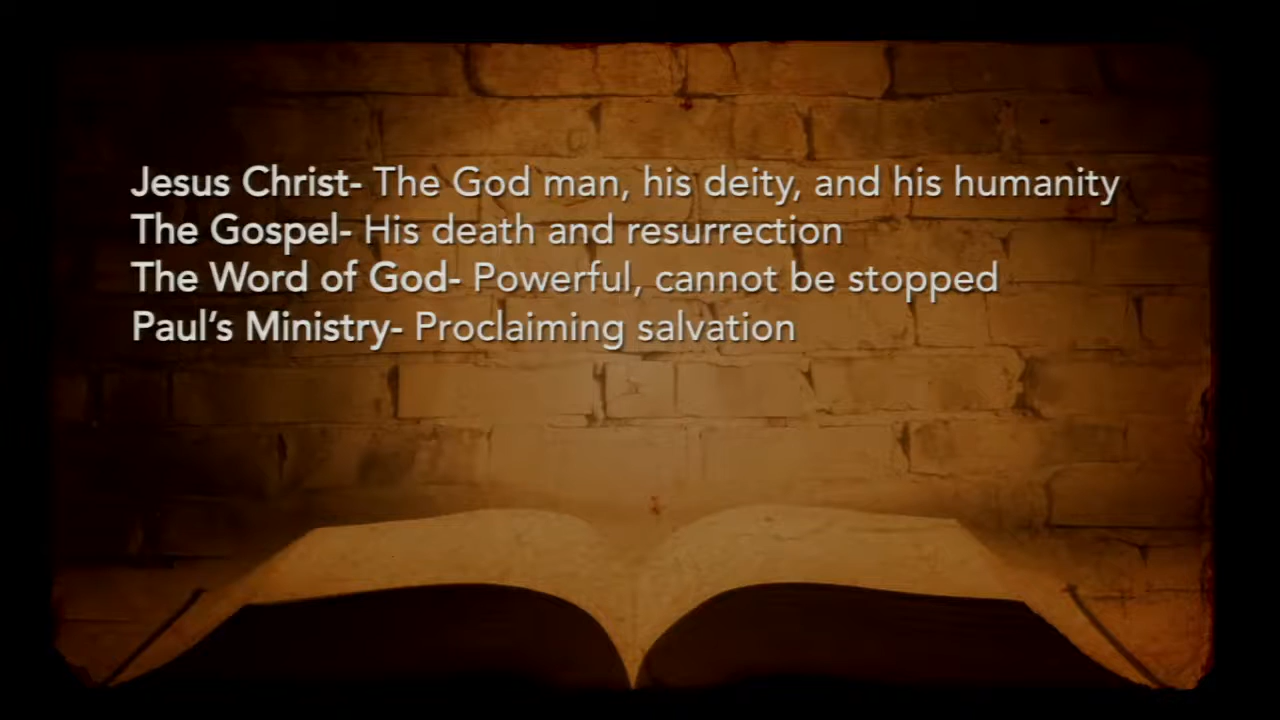 Jesus Christ- The God man, his deity, and his humanity
The Gospel- His death and resurrection
The Word of God- Powerful, cannot be stopped
Paul's Ministry- Proclaiming salvation